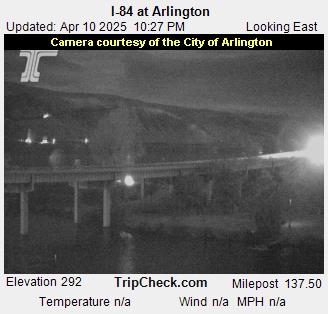 I-84 at Arlington
Updated: Apr 10 2025 10:27 PM Looking East
Camera courtesy of the City of Arlington
Elevation 292 TripCheck.com Milepost 137.50
Temperature n/a Wind n/a MPH n/a